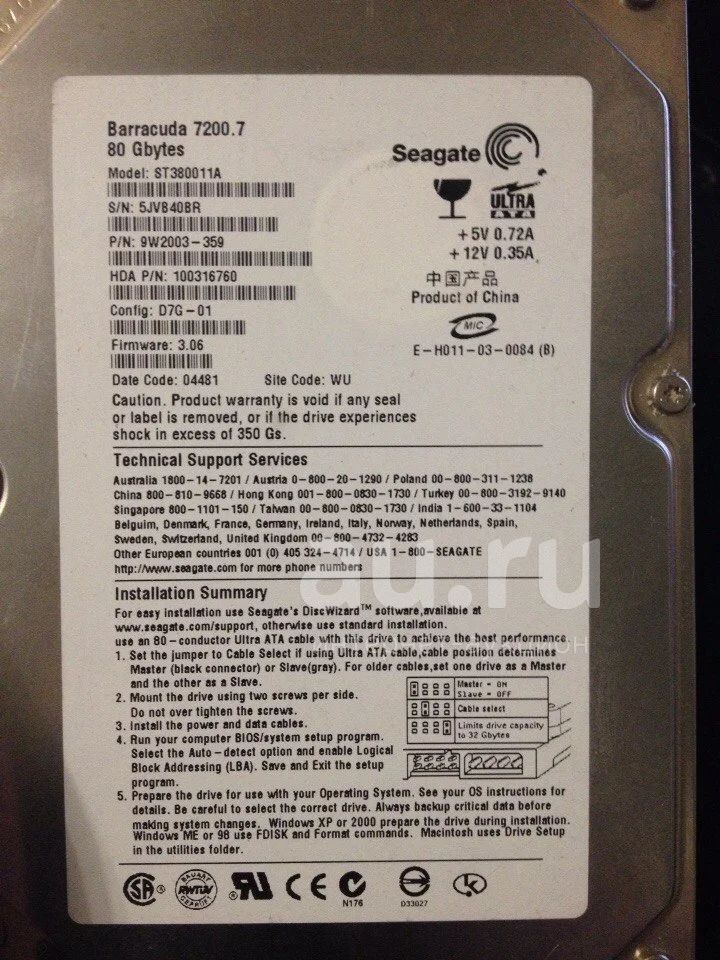 Barracuda 7200.7
80 Gbytes
Model: ST380011A
S/N: 5JVB40BR
P/N: 9W2003-359
HDA P/N: 100316760
Config: D7G-01
Firmware: 3.06
Date Code: 04481 Site Code: WU
Seagate
ULTRA
ATA
+5V 0.72A
+12V 0.35A
中国产品
Product of China
MIC
E-H011-03-0084 (B)
Caution. Product warranty is void if any seal
or label is removed, or if the drive experiences
shock in excess of 350 Gs.
Technical Support Services
Australia 1800-14-7201 / Austria 0-800-20-1290 / Poland 00-800-311-1238
China 800-810-9668 / Hong Kong 001-800-0830-1730 / Turkey 00-800-3192-9140
Singapore 800-1101-150 / Taiwan 00-800-0830-1730 / India 1-600-33-1104
Belguim, Denmark, France, Germany, Ireland, Italy, Norway, Netherlands, Spain,
Sweden, Switzerland, United Kingdom 00-800-4732-4283
Other European countries 001 (0) 405 324-4714 / USA 1-800-SEAGATE
http://www.seagate.com for more phone numbers
au.ru
Installation Summary
For easy installation use Seagate's DiscWizard™ software,available at
www.seagate.com/support, otherwise use standard installation.
use an 80-conductor Ultra ATA cable with this drive to achieve the best performance.
1. Set the jumper to Cable Select if using Ultra ATA cable,cable position determines
Master (black connector) or Slave(gray). For older cables,set one drive as a Master
and the other as a Slave.
2. Mount the drive using two screws per side.
Do not over tighten the screws.
3. Install the power and data cables.
4. Run your computer BIOS/system setup program.
Select the Auto-detect option and enable Logical
Block Addressing (LBA). Save and Exit the setup
program.
Master = ON
Slave = OFF
Cable select
Limits drive capacity
to 32 Gbytes
5. Prepare the drive for use with your Operating System. See your OS instructions for
details. Be careful to select the correct drive. Always backup critical data before
making system changes. Windows XP or 2000 prepare the drive during installation.
Windows ME or 98 use FDISK and Format commands. Macintosh uses Drive Setup
in the utilities folder.
SA
BAUART
RWTÜV
CE
N176
D33027